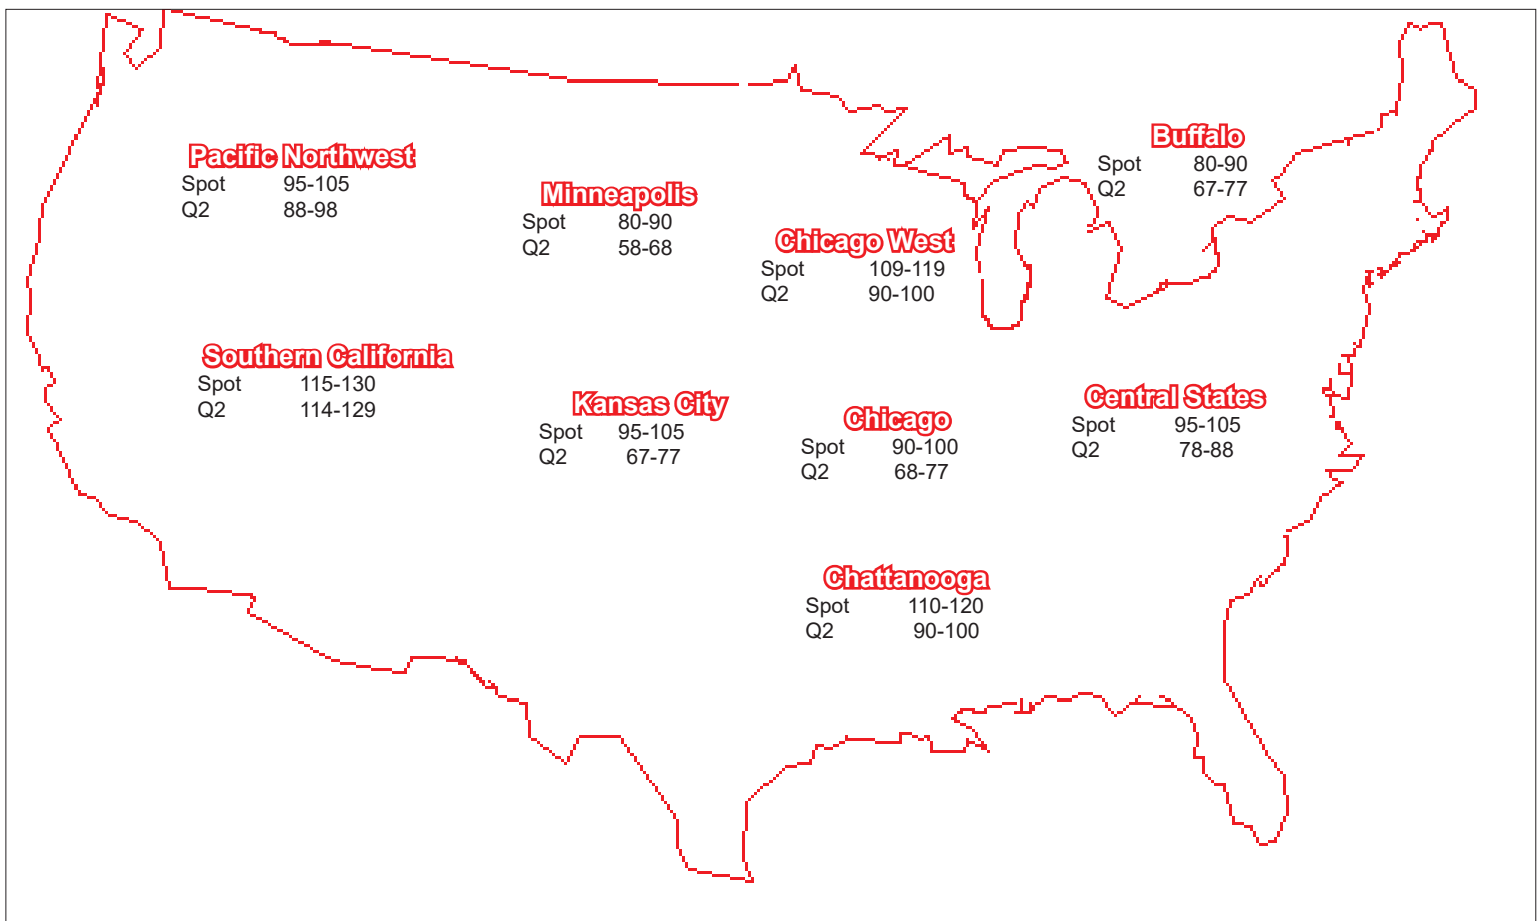 Pacific Northwest
Spot 95-105
Q2 88-98
Minneapolis
Spot 80-90
Q2 58-68
Chicago West
Spot 109-119
Q2 90-100
Buffalo
Spot 80-90
Q2 67-77
Southern California
Spot 115-130
Q2 114-129
Kansas City
Spot 95-105
Q2 67-77
Chicago
Spot 90-100
Q2 68-77
Central States
Spot 95-105
Q2 78-88
Chattanooga
Spot 110-120
Q2 90-100